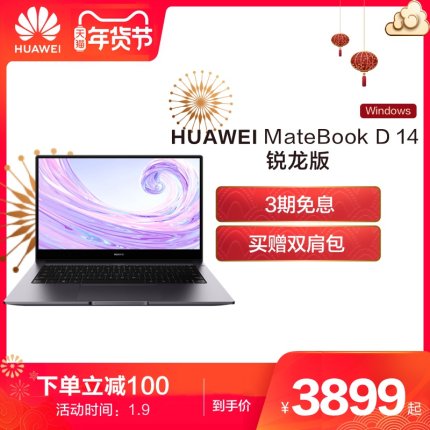 HUAWEI
天猫 年货节
Windows
HUAWEI MateBook D 14
锐龙版
3期免息
买赠双肩包
下单立减100
活动时间：1.9
到手价
¥3899起